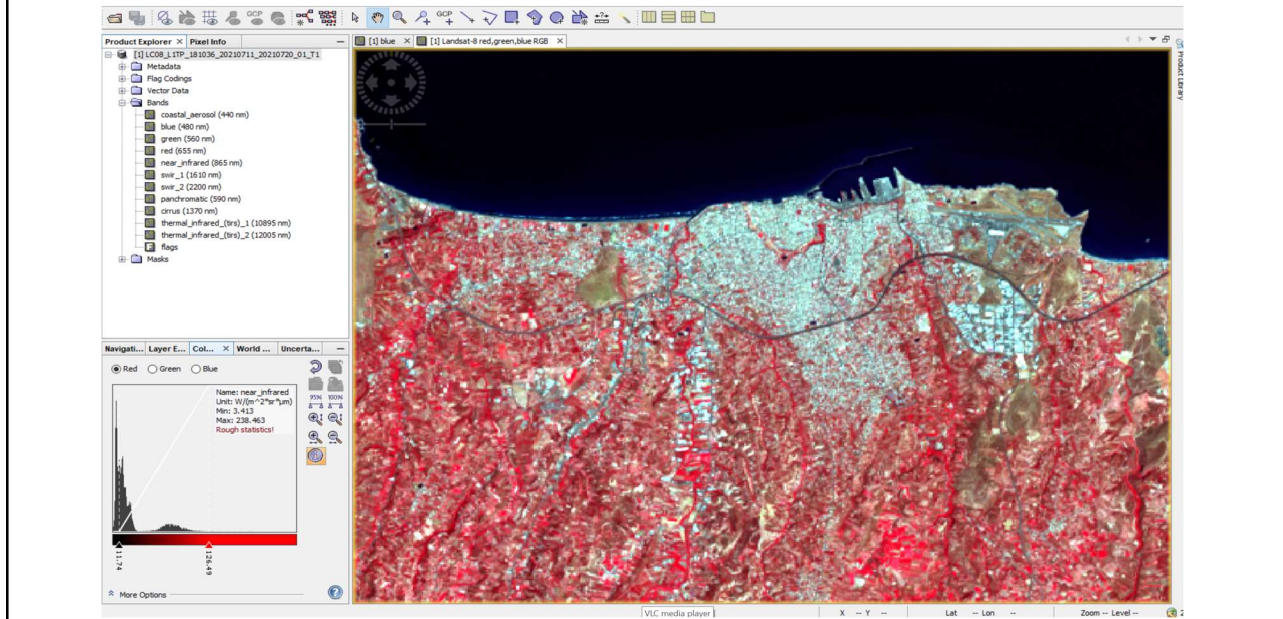 GCP
GCP
Product Explorer × Pixel Info
[1] blue × [1] Landsat-8 red,green,blue RGB ×
Product Library
[1] LC08_L1TP_181036_20210711_20210720_01_T1
Metadata
Flag Codings
Vector Data
Bands
coastal_aerosol (440 nm)
blue (480 nm)
green (560 nm)
red (655 nm)
near_infrared (865 nm)
swir_1 (1610 nm)
swir_2 (2200 nm)
panchromatic (590 nm)
cirrus (1370 nm)
thermal_infrared_(tirs)_1 (10895 nm)
thermal_infrared_(tirs)_2 (12005 nm)
flags
Masks
Navigati... Layer E... Col... × World ... Uncerta...
Red Green Blue
Name: near_infrared
Unit: W/(m^2*sr*µm)
Min: 3.413
Max: 238.463
Rough statistics!
95% 100%
11.74
126.49
More Options
VLC media player
X -- Y -- Lat -- Lon -- Zoom -- Level --